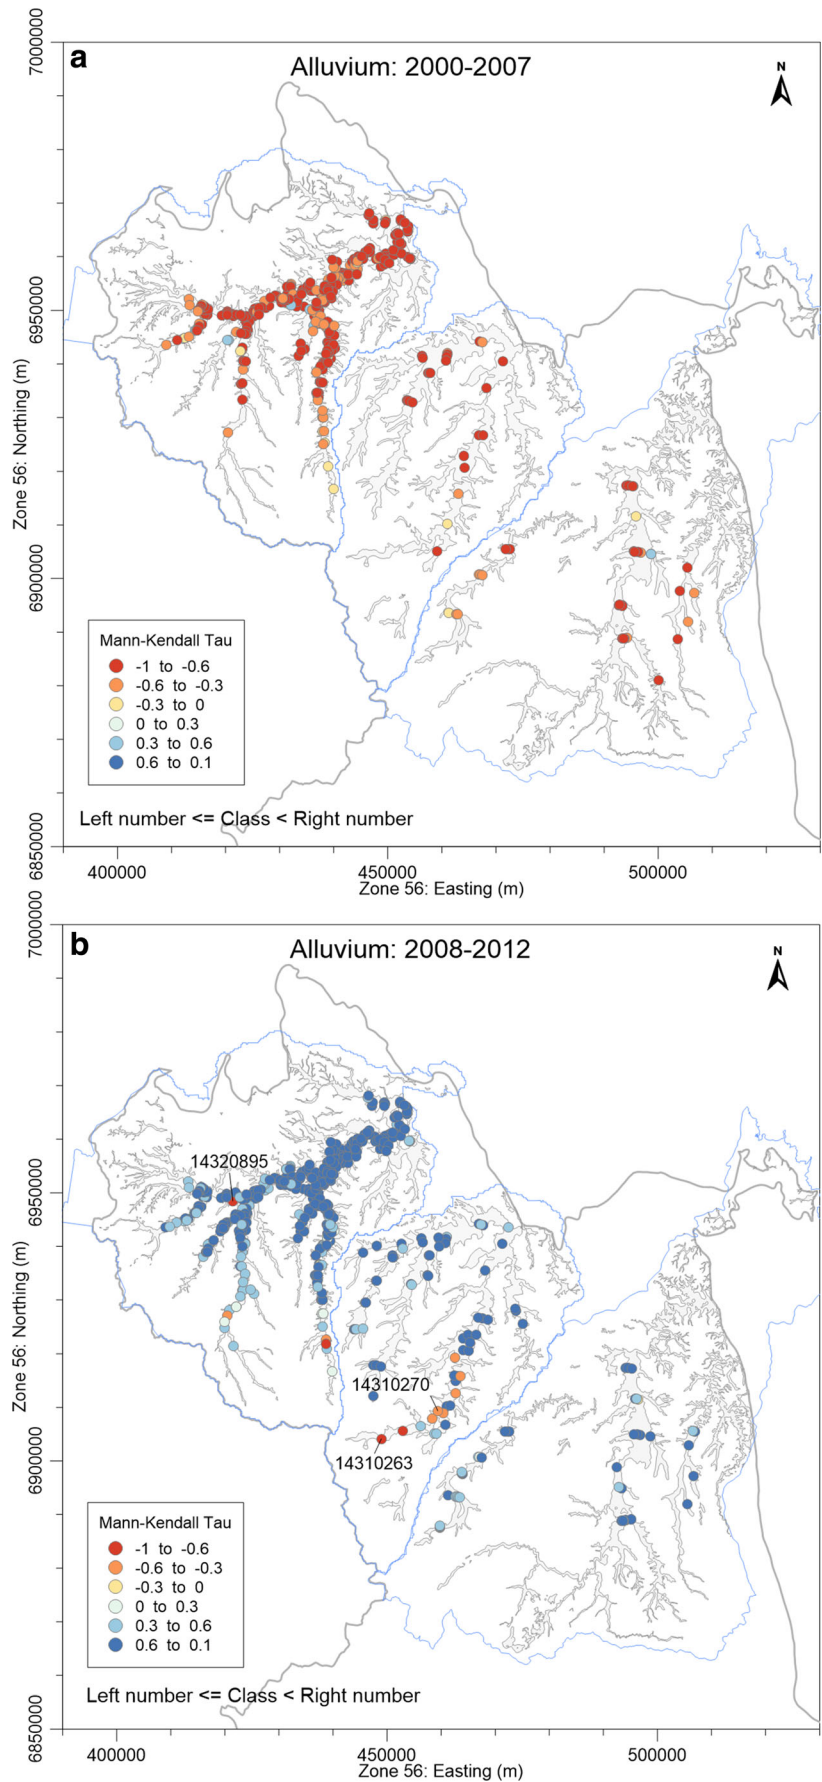 a
Alluvium: 2000-2007
N
7000000
6950000
6900000
6850000
Zone 56: Northing (m)
Mann-Kendall Tau
-1 to -0.6
-0.6 to -0.3
-0.3 to 0
0 to 0.3
0.3 to 0.6
0.6 to 0.1
Left number <= Class < Right number
400000 450000 500000
Zone 56: Easting (m)
b
Alluvium: 2008-2012
N
7000000
6950000
6900000
6850000
Zone 56: Northing (m)
14320895
14310270
14310263
Mann-Kendall Tau
-1 to -0.6
-0.6 to -0.3
-0.3 to 0
0 to 0.3
0.3 to 0.6
0.6 to 0.1
Left number <= Class < Right number
400000 450000 500000
Zone 56: Easting (m)